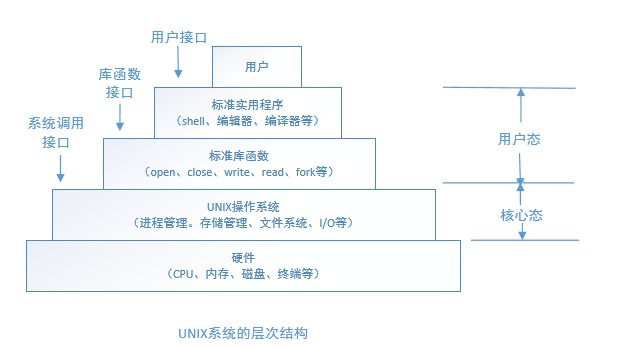 用户接口
用户
库函数
接口
标准实用程序
（shell、编辑器、编译器等）
系统调用
接口
用户态
标准库函数
（open、close、write、read、fork等）
UNIX操作系统
（进程管理。存储管理、文件系统、I/O等）
核心态
硬件
（CPU、内存、磁盘、终端等）
UNIX系统的层次结构